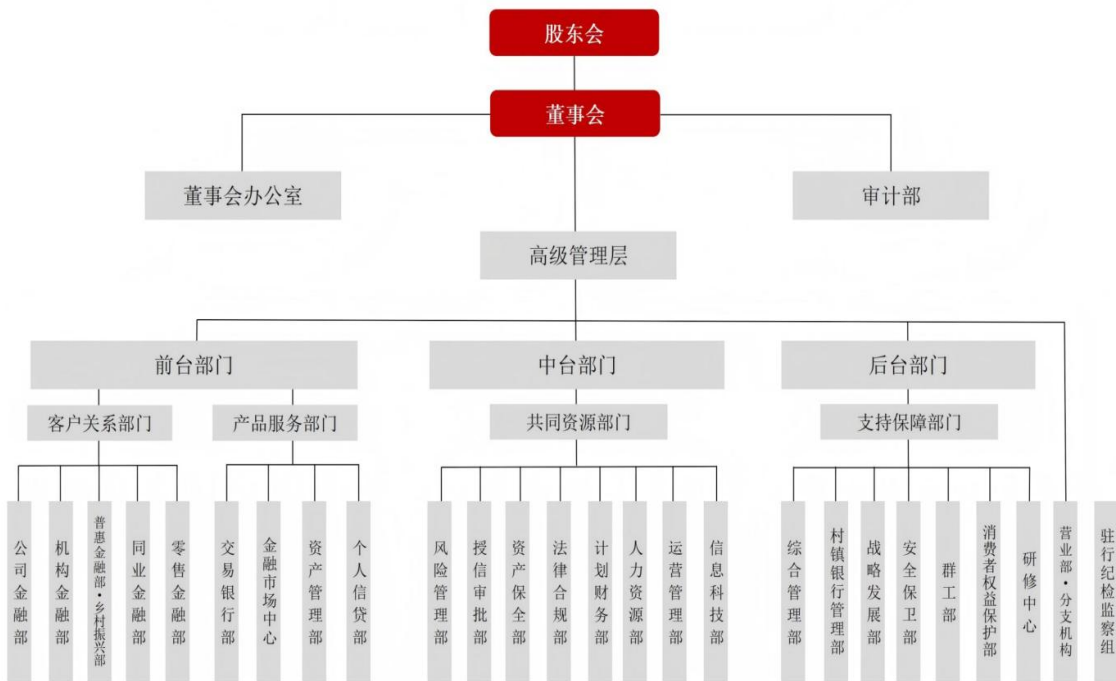 股东会
董事会
董事会办公室
审计部
高级管理层
前台部门
中台部门
后台部门
客户关系部门
产品服务部门
共同资源部门
支持保障部门
公司金融部
机构金融部
普惠金融部·乡村振兴部
同业金融部
零售金融部
交易银行部
金融市场中心
资产管理部
个人信贷部
风险管理部
授信审批部
资产保全部
法律合规部
计划财务部
人力资源部
运营管理部
信息科技部
综合管理部
村镇银行管理部
战略发展部
安全保卫部
群工部
消费者权益保护部
研修中心
营业部·分支机构
驻行纪检监察组